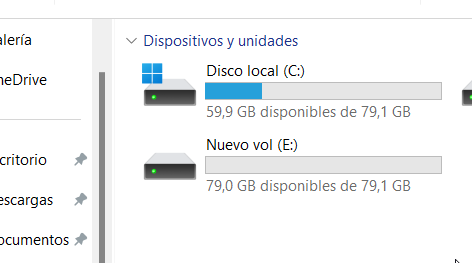 alería
neDrive
critorio
escargas
ocumentos
Dispositivos y unidades
Disco local (C:)
59,9 GB disponibles de 79,1 GB
Nuevo vol (E:)
79,0 GB disponibles de 79,1 GB